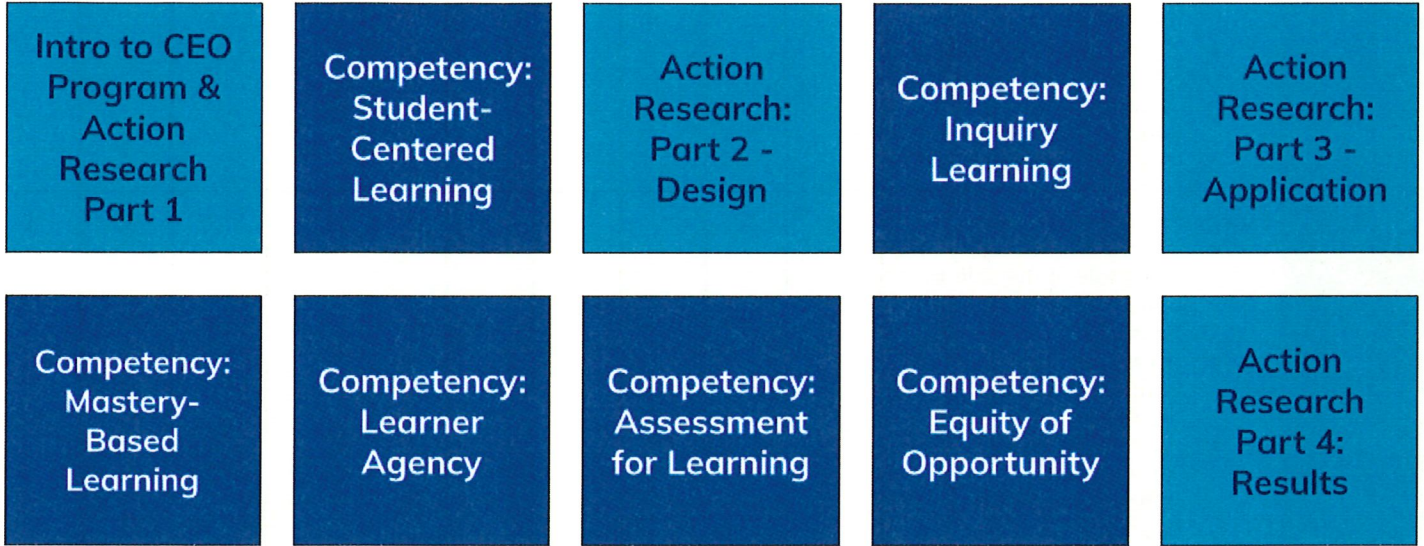 Intro to CEO
Program &
Action
Research
Part 1
Competency:
Student-
Centered
Learning
Action
Research:
Part 2 -
Design
Competency:
Inquiry
Learning
Action
Research:
Part 3 -
Application
Competency:
Mastery-
Based
Learning
Competency:
Learner
Agency
Competency:
Assessment
for Learning
Competency:
Equity of
Opportunity
Action
Research
Part 4:
Results